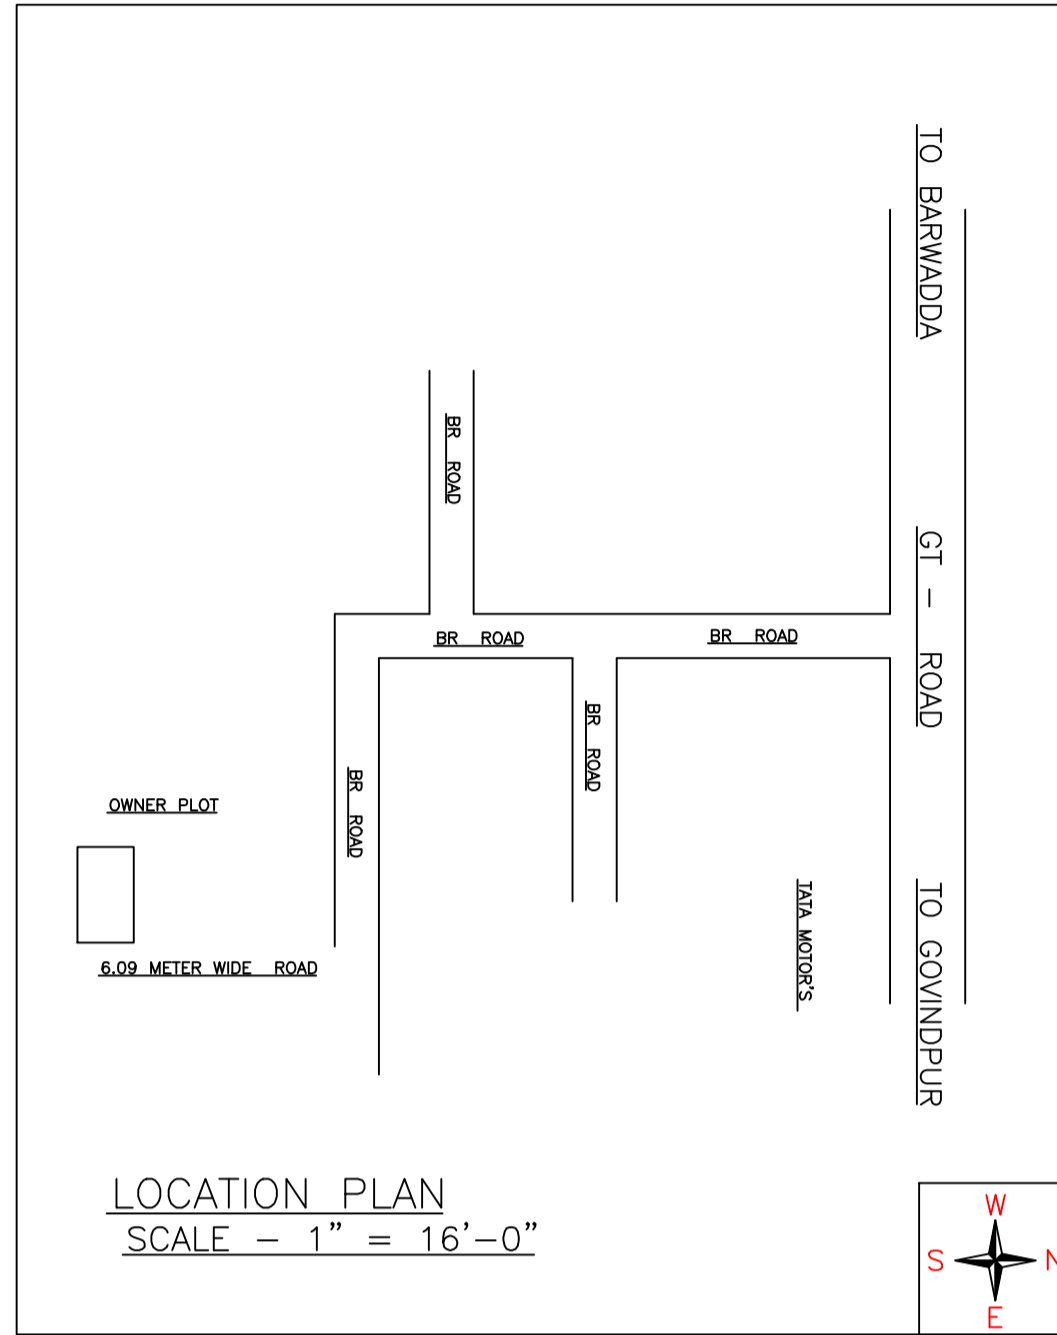 TO BARWADDA
BR ROAD
GT - ROAD
BR ROAD
BR ROAD
BR ROAD
BR ROAD
OWNER PLOT
TATA MOTOR'S
TO GOVINDPUR
6.09 METER WIDE ROAD
LOCATION PLAN
SCALE - 1" = 16'-0"
W
S
N
E